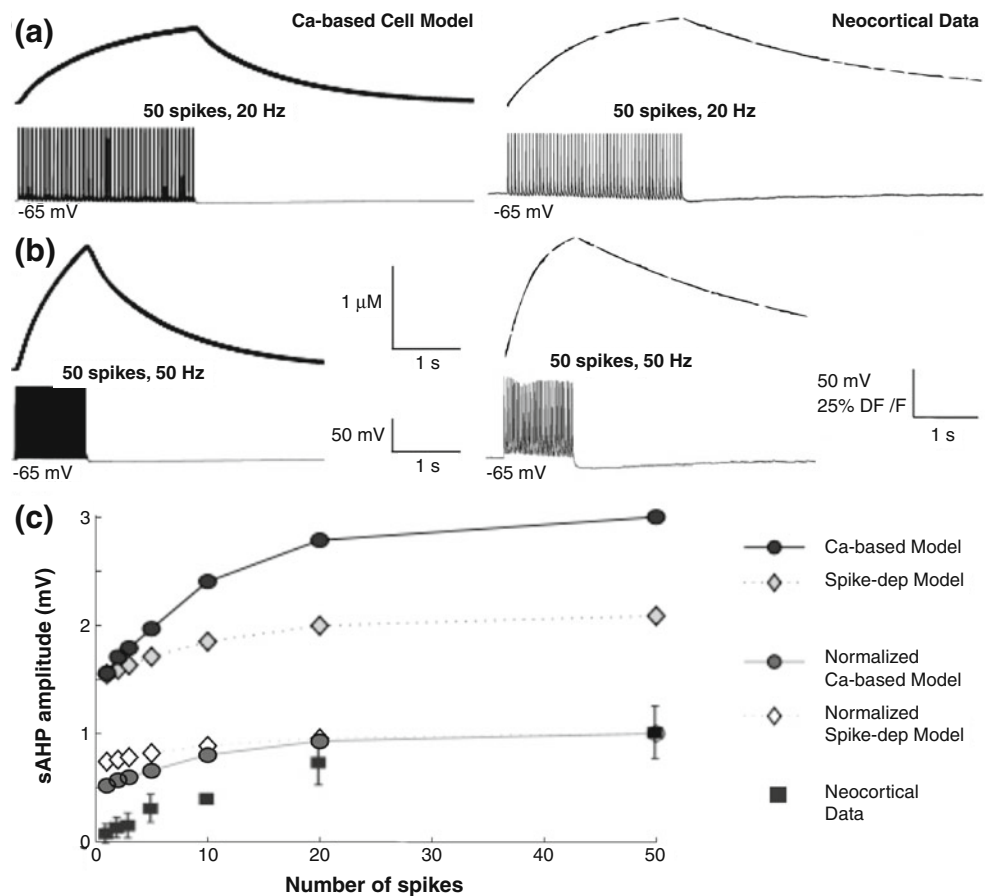 (a)
Ca-based Cell Model
Neocortical Data
50 spikes, 20 Hz
50 spikes, 20 Hz
-65 mV
-65 mV
(b)
1 µM
1 s
50 spikes, 50 Hz
50 spikes, 50 Hz
50 mV
25% DF /F
1 s
50 mV
1 s
-65 mV
-65 mV
(c)
3
2
1
0
sAHP amplitude (mV)
0
10
20
30
40
50
Number of spikes
Ca-based Model
Spike-dep Model
Normalized
Ca-based Model
Normalized
Spike-dep Model
Neocortical
Data